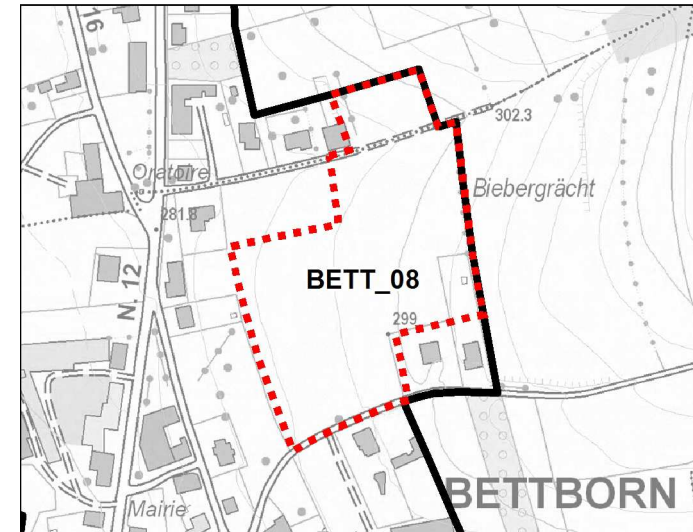 16
302.3
Oratoire
Biebergrächt
281.8
BETT_08
N. 12
299
BETTBORN
Mairie